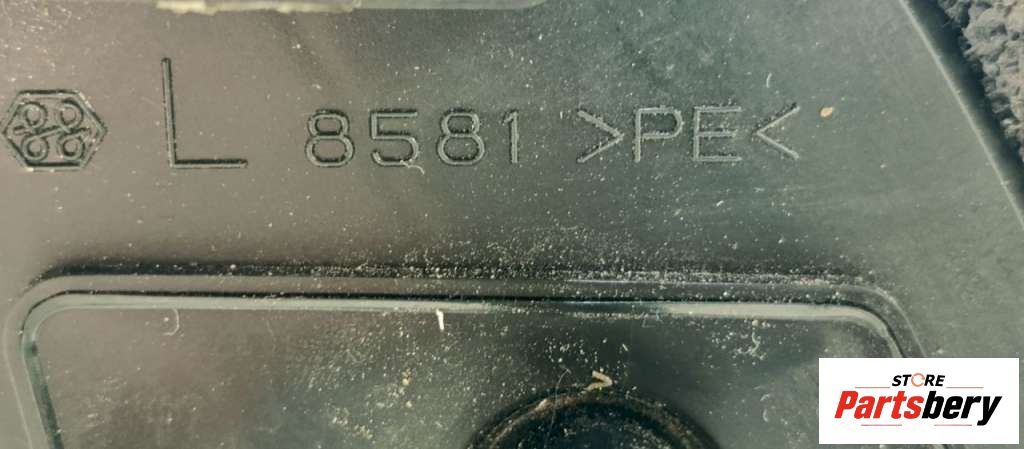 L 8581 >PE<
STORE
Partsbery